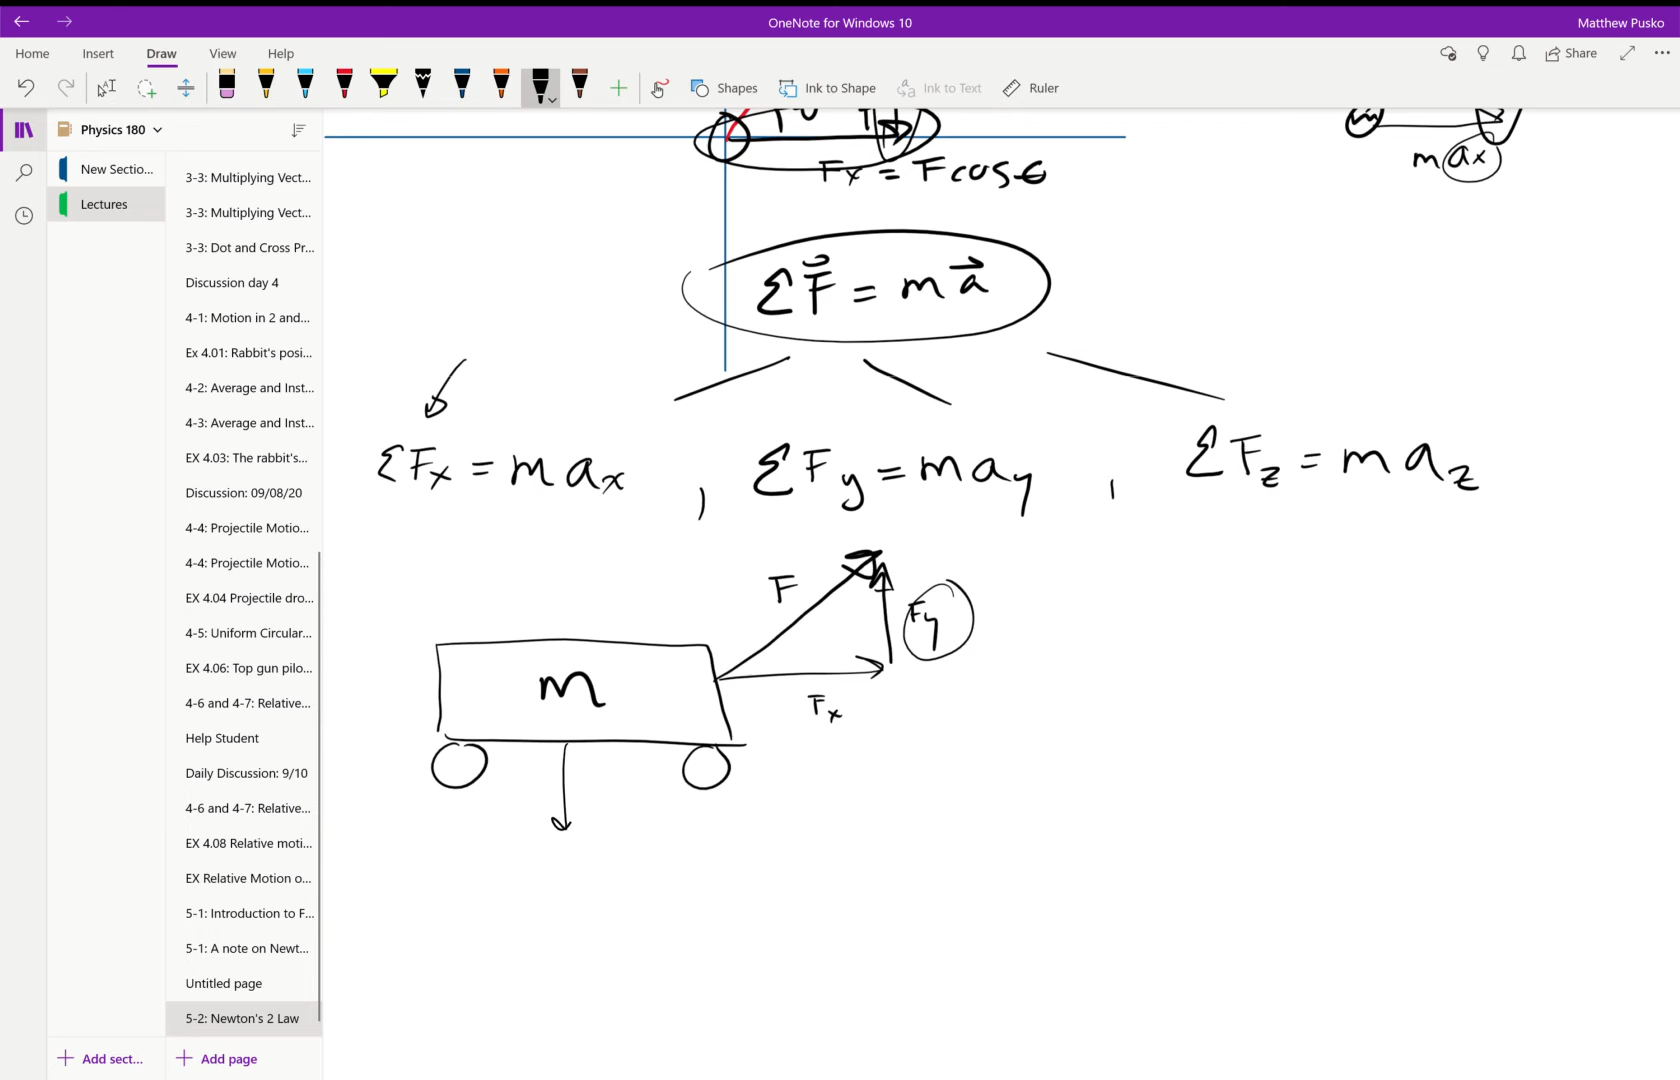 OneNote for Windows 10
Matthew Pusko
Home Insert Draw View Help
Share
Shapes Ink to Shape Ink to Text Ruler
Physics 180
New Sectio...
Lectures
3-3: Multiplying Vect...
3-3: Multiplying Vect...
3-3: Dot and Cross Pr...
Discussion day 4
4-1: Motion in 2 and...
Ex 4.01: Rabbit's posi...
4-2: Average and Inst...
4-3: Average and Inst...
EX 4.03: The rabbit's...
Discussion: 09/08/20
4-4: Projectile Motio...
4-4: Projectile Motio...
EX 4.04 Projectile dro...
4-5: Uniform Circular...
EX 4.06: Top gun pilo...
4-6 and 4-7: Relative...
Help Student
Daily Discussion: 9/10
4-6 and 4-7: Relative...
EX 4.08 Relative moti...
EX Relative Motion o...
5-1: Introduction to F...
5-1: A note on Newt...
Untitled page
5-2: Newton's 2 Law
Add sect...
Add page
max
Fx = Fcosθ
ΣF⃗ = ma⃗
ΣFx = max , ΣFy = may , ΣFz = maz
F
Fy
m
Fx